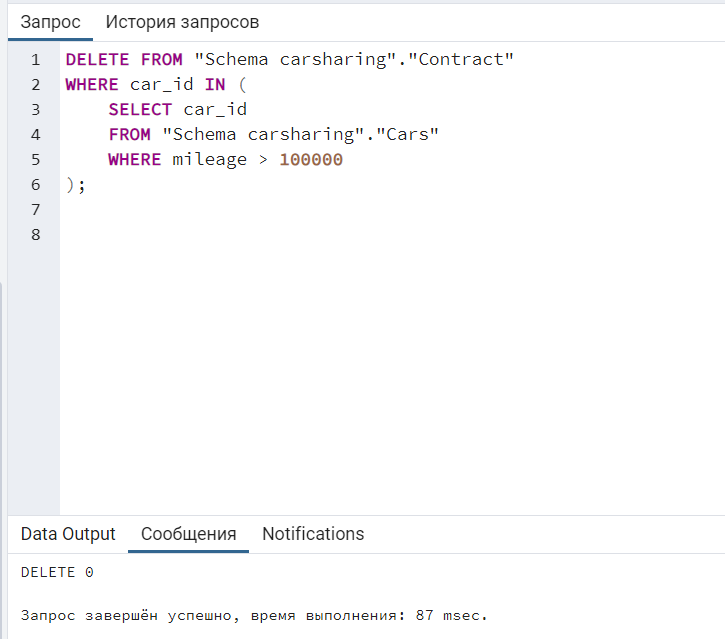 Запрос История запросов
1 DELETE FROM "Schema carsharing"."Contract"
2 WHERE car_id IN (
3     SELECT car_id
4     FROM "Schema carsharing"."Cars"
5     WHERE mileage > 100000
6 );
7
8
Data Output Сообщения Notifications
DELETE 0
Запрос завершён успешно, время выполнения: 87 msec.